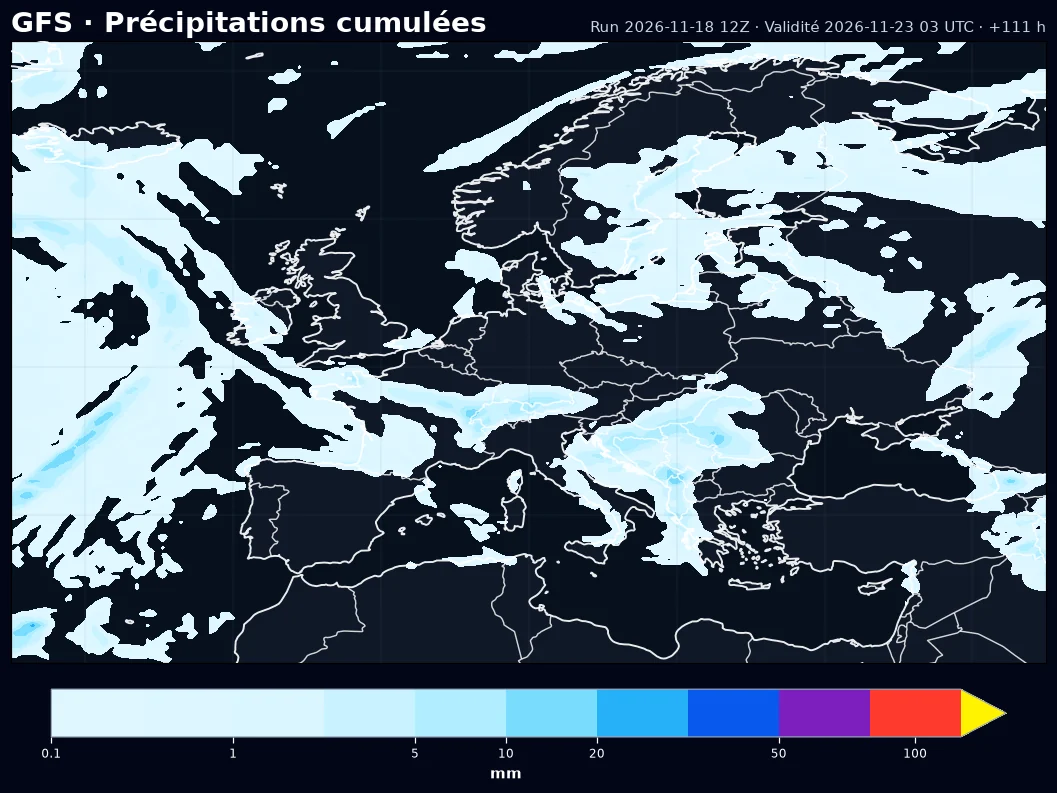 GFS · Précipitations cumulées
Run 2026-11-18 12Z · Validité 2026-11-23 03 UTC · +111 h
0.1 1 5 10 20 50 100
mm